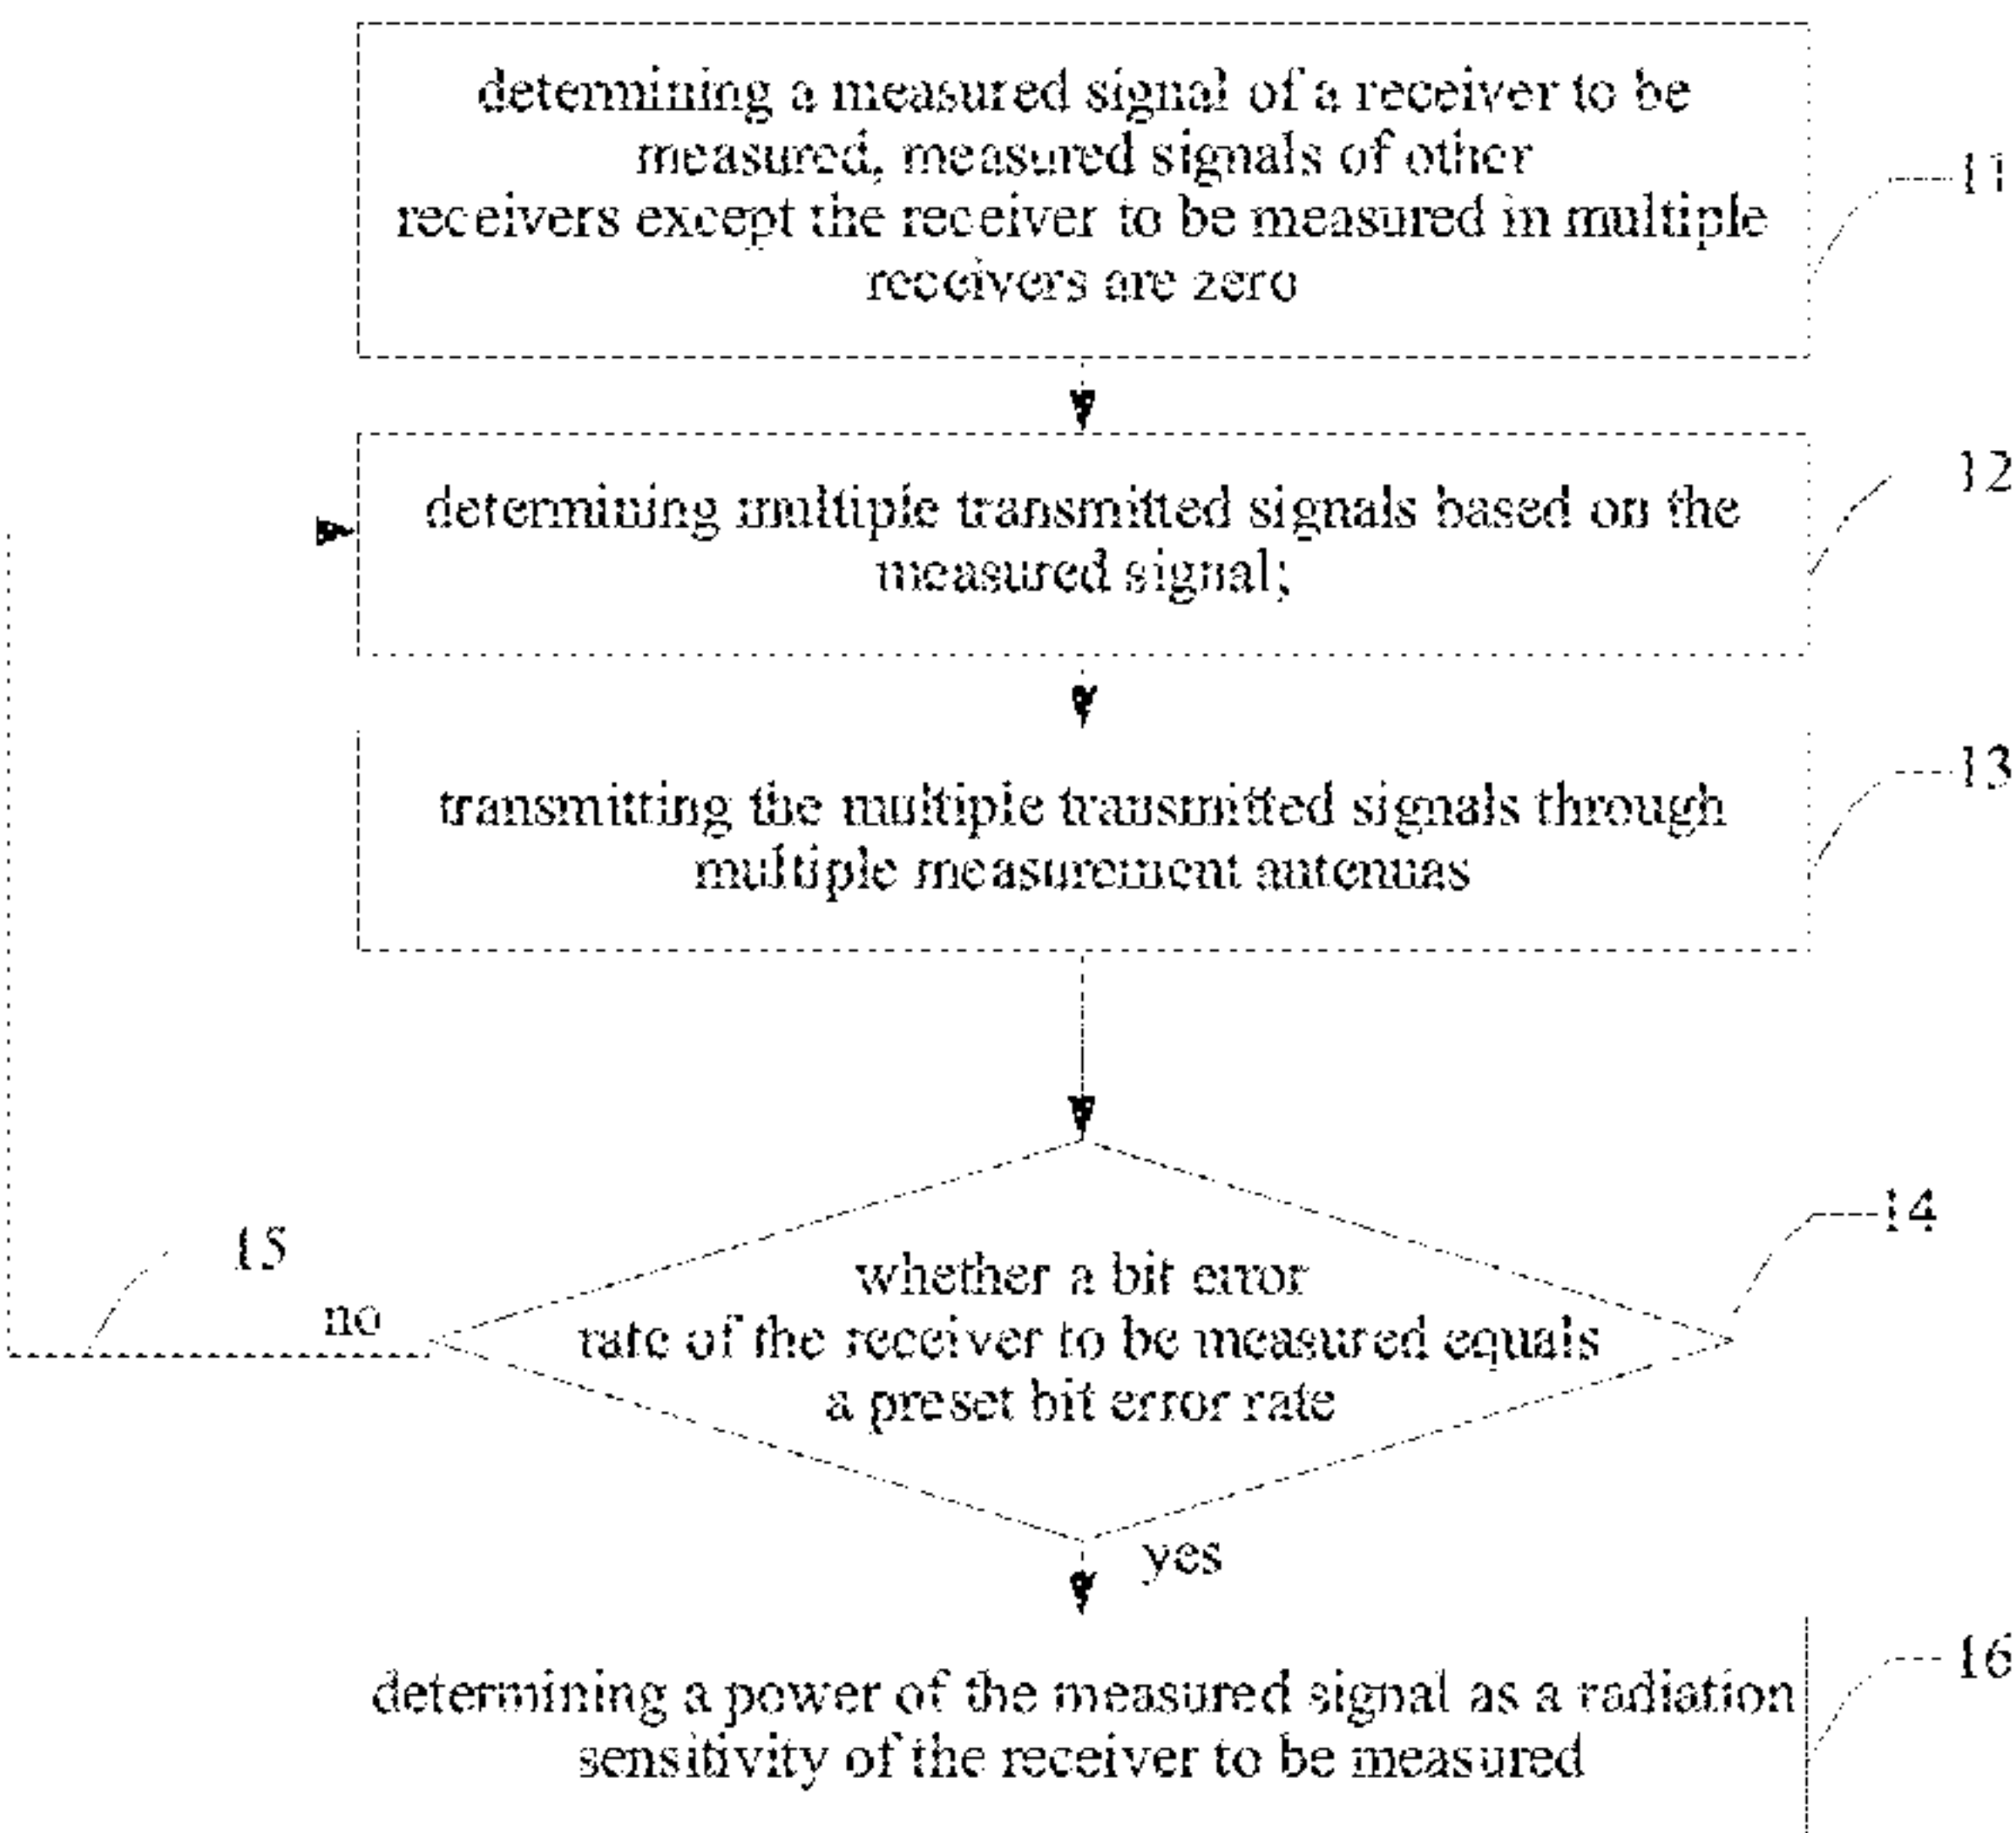 determining a measured signal of a receiver to be
measured, measured signals of other
receivers except the receiver to be measured in multiple
receivers are zero
11
determining multiple transmitted signals based on the
measured signal;
12
transmitting the multiple transmitted signals through
multiple measurement antennas
13
whether a bit error
rate of the receiver to be measured equals
a preset bit error rate
14
15
no
yes
determining a power of the measured signal as a radiation
sensitivity of the receiver to be measured
16